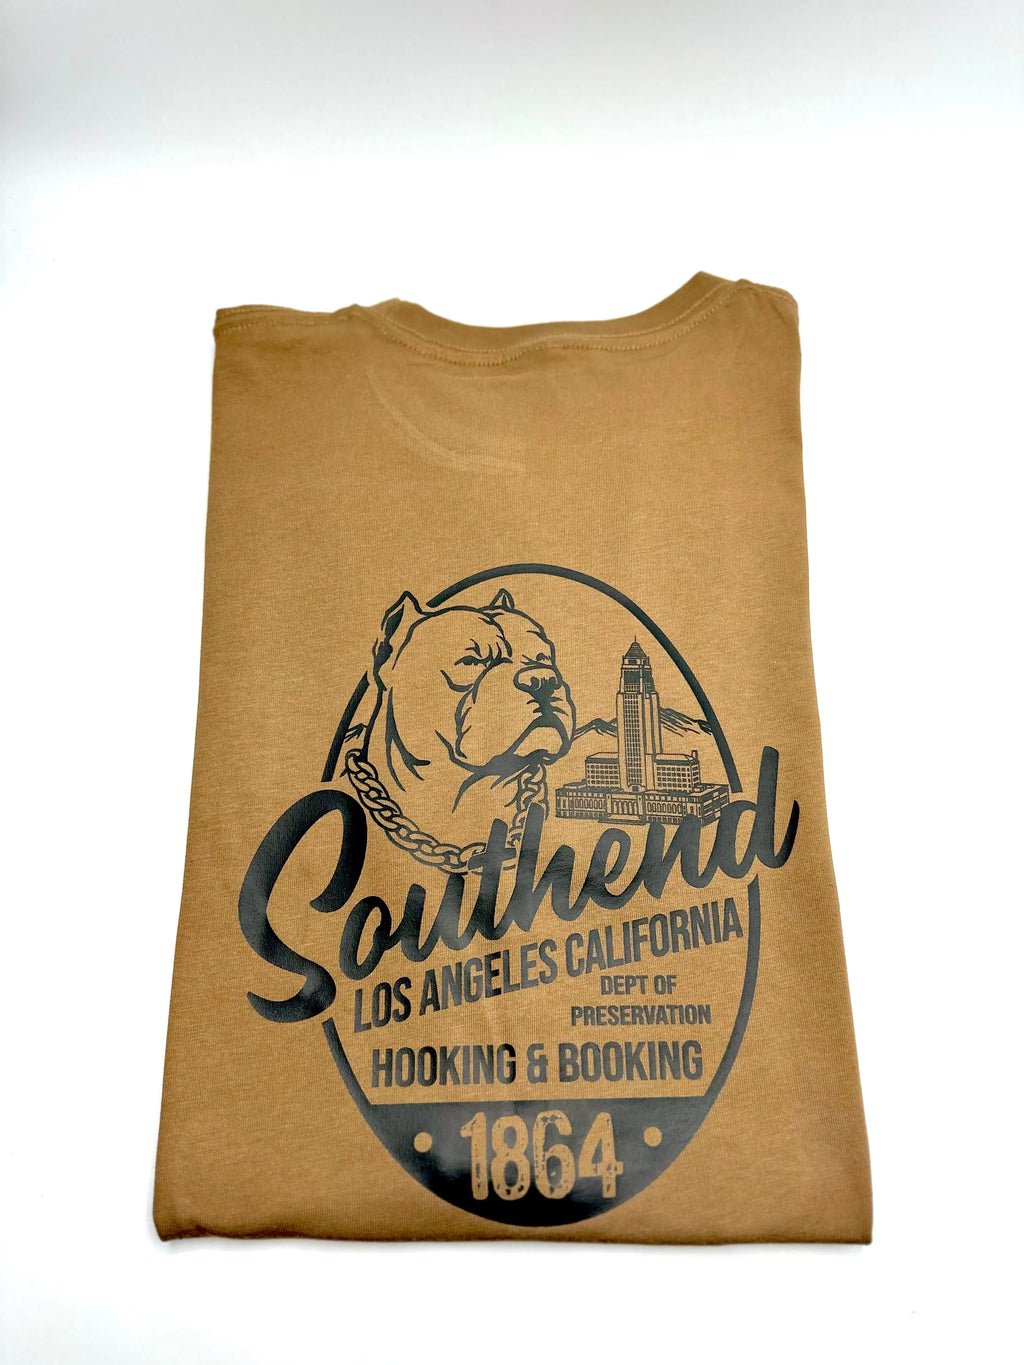 Southend
LOS ANGELES CALIFORNIA
DEPT OF
PRESERVATION
HOOKING & BOOKING
• 1864 •